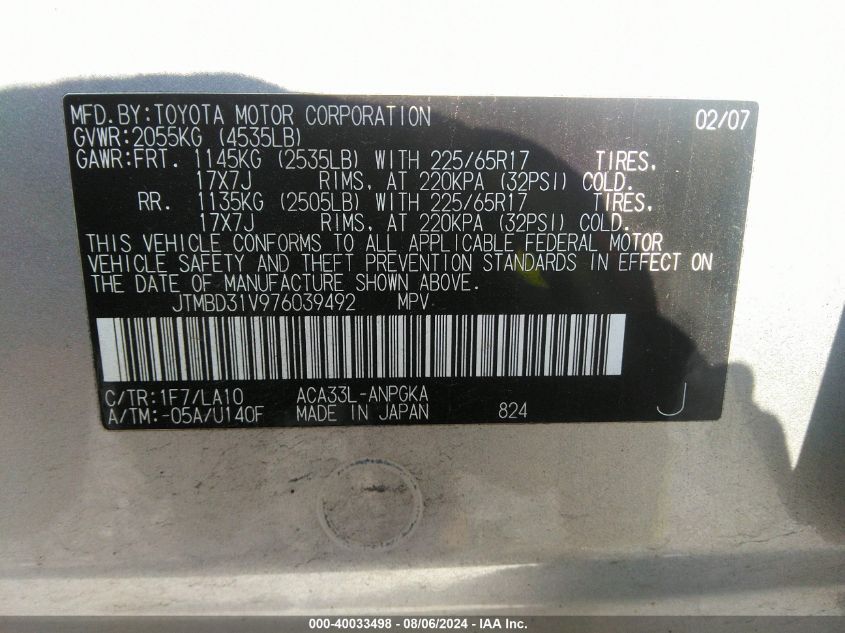 MFD.BY:TOYOTA MOTOR CORPORATION 02/07
GVWR:2055KG (4535LB)
GAWR:FRT. 1145KG (2535LB) WITH 225/65R17 TIRES,
17X7J RIMS, AT 220KPA (32PSI) COLD.
RR. 1135KG (2505LB) WITH 225/65R17 TIRES,
17X7J RIMS, AT 220KPA (32PSI) COLD.
THIS VEHICLE CONFORMS TO ALL APPLICABLE FEDERAL MOTOR
VEHICLE SAFETY AND THEFT PREVENTION STANDARDS IN EFFECT ON
THE DATE OF MANUFACTURE SHOWN ABOVE.
JTMBD31V976039492 MPV
C/TR:1F7/LA10 ACA33L-ANPGKA
A/TM:-05A/U140F MADE IN JAPAN 824 J
000-40033498 - 08/06/2024 - IAA Inc.